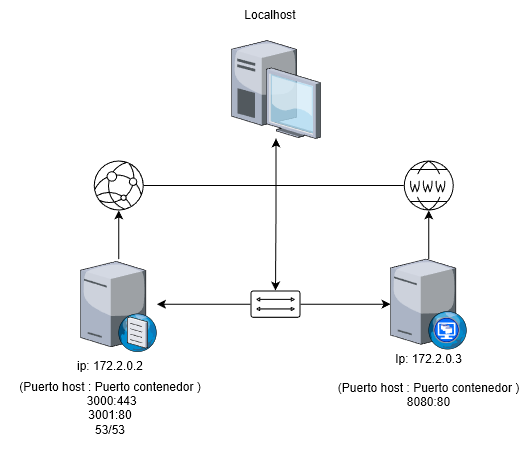 Localhost
WWW
ip: 172.2.0.2
(Puerto host : Puerto contenedor )
3000:443
3001:80
53/53
Ip: 172.2.0.3
(Puerto host : Puerto contenedor )
8080:80